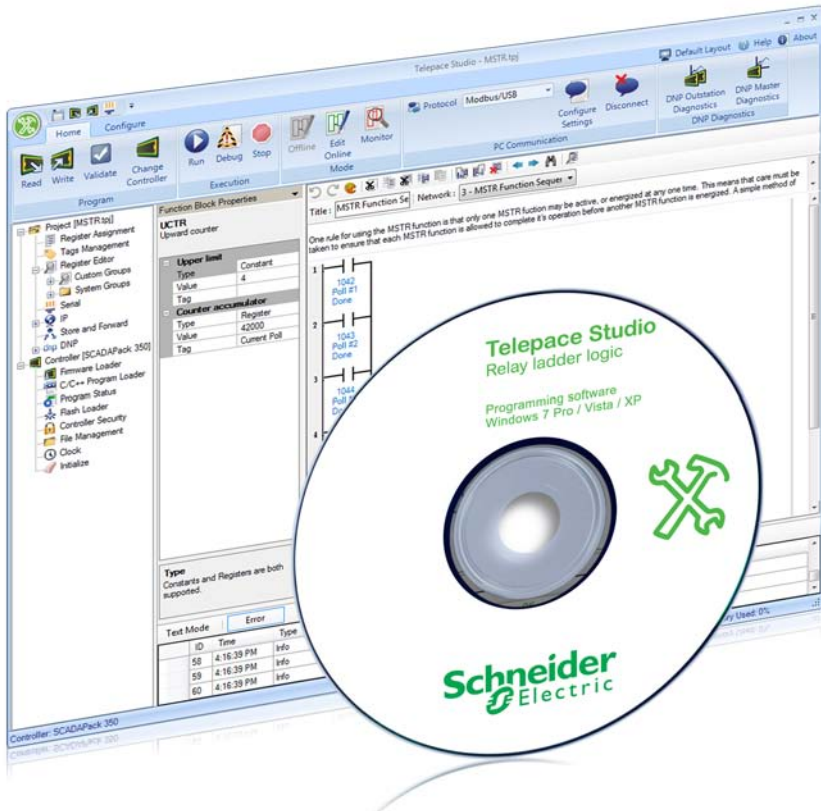 Telepace Studio - MSTR.tpj
Default Layout Help About
Home Configure
Protocol Modbus/USB
Read Write Validate Change Controller
Run Debug Stop
Offline Edit Online Monitor
Configure Settings Disconnect
DNP Outstation Diagnostics DNP Master Diagnostics
Program Execution Mode PC Communication DNP Diagnostics
Project [MSTR.tpj]
Register Assignment
Tags Management
Register Editor
Custom Groups
System Groups
Serial
IP
Store and Forward
DNP
Controller [SCADAPack 350]
Firmware Loader
C/C++ Program Loader
Program Status
Flash Loader
Controller Security
File Management
Clock
Initialize
Function Block Properties
UCTR
Upward counter
Upper limit
Type Constant
Value 4
Tag
Counter accumulator
Type Register
Value 42000
Tag Current Poll
Type
Constants and Registers are both
supported.
Title : MSTR Function Se Network : 3 - MSTR Function Sequer
One rule for using the MSTR function is that only one MSTR fuction may be active, or energized at any one time. This means that care must be
taken to ensure that each MSTR function is allowed to complete it's operation before another MSTR function is energized. A simple method of
1
1042
Poll #1
Done
2
1043
Poll #2
Done
3
1044
4
Text Mode Error
ID Time Type
58 4:16:39 PM Info
59 4:16:39 PM Info
60 4:16:39 PM Info
Used: 0%
Controller: SCADAPack 350
Telepace Studio
Relay ladder logic
Programming software
Windows 7 Pro / Vista / XP
Schneider
Electric